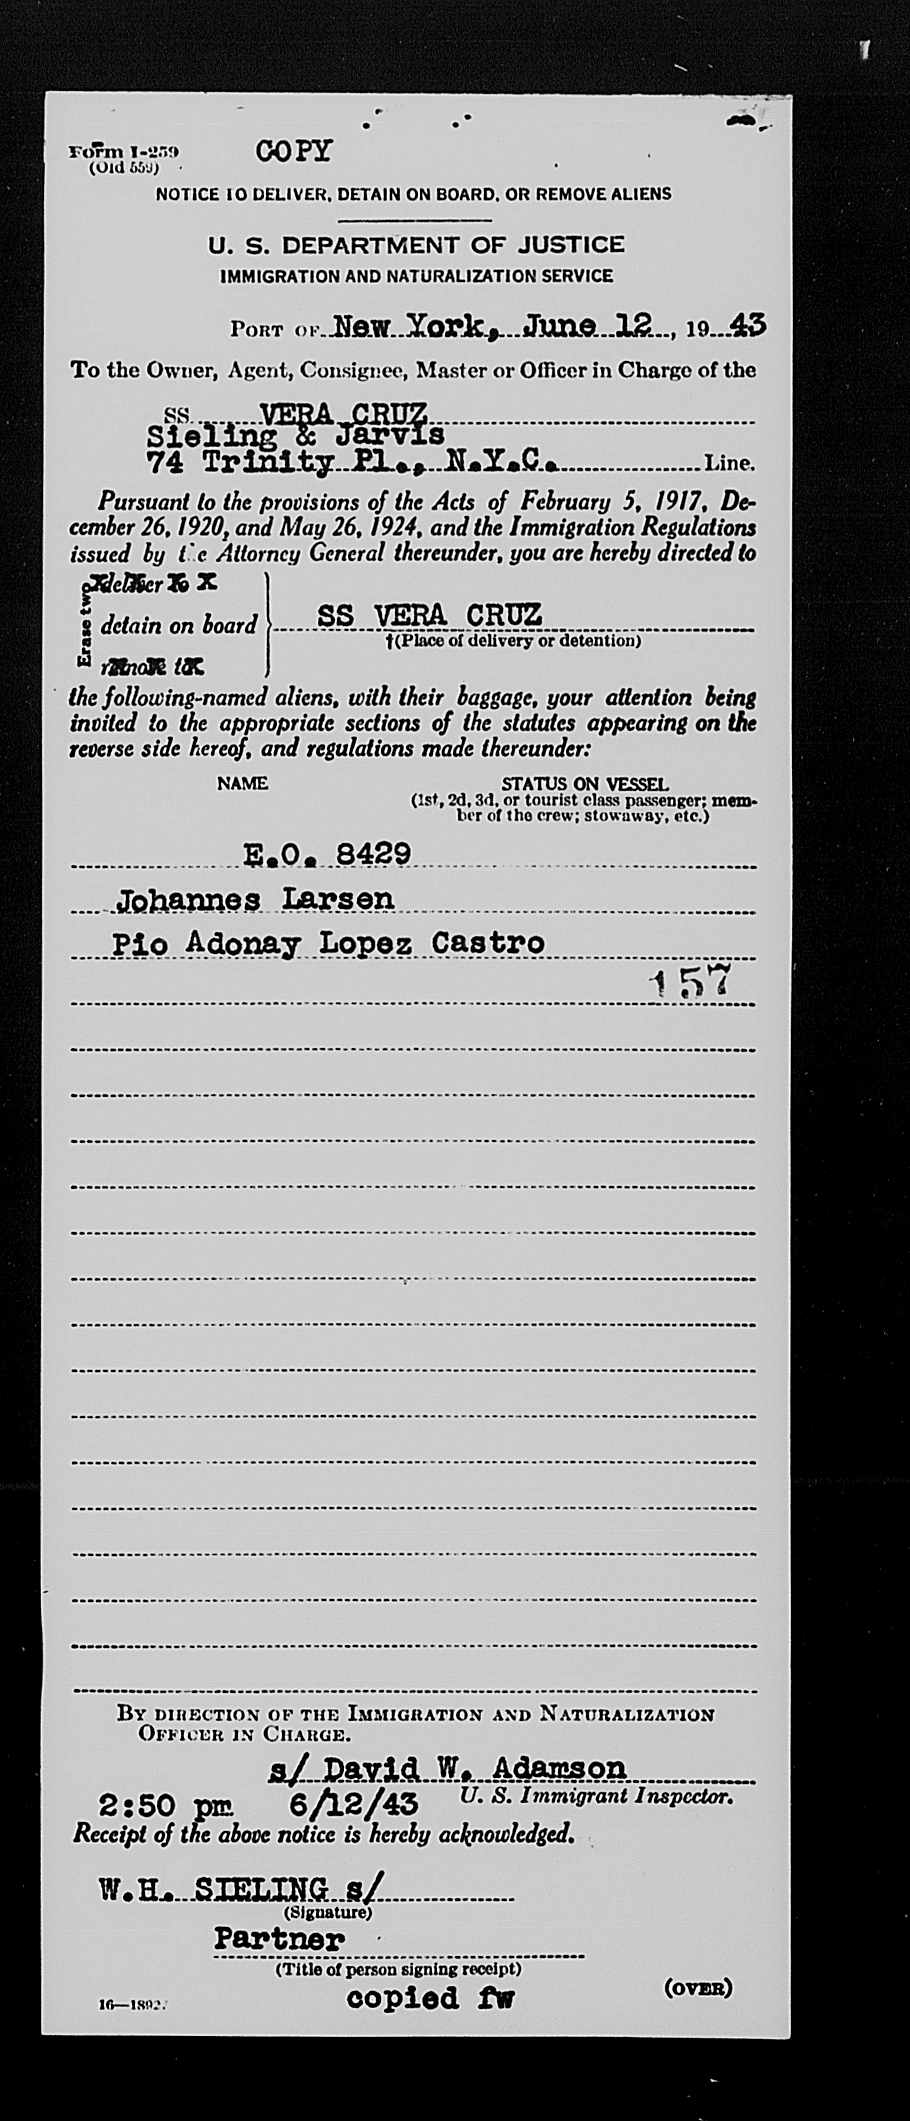 Form I-259
(Old 559)
COPY
NOTICE TO DELIVER, DETAIN ON BOARD, OR REMOVE ALIENS
U. S. DEPARTMENT OF JUSTICE
IMMIGRATION AND NATURALIZATION SERVICE
PORT OF New York, June 12, 19 43
To the Owner, Agent, Consignee, Master or Officer in Charge of the
SS. VERA CRUZ
Sieling & Jarvis
74 Trinity Pl., N.Y.C. Line.
Pursuant to the provisions of the Acts of February 5, 1917, De-
cember 26, 1920, and May 26, 1924, and the Immigration Regulations
issued by the Attorney General thereunder, you are hereby directed to
Erase two
deliver to
detain on board SS VERA CRUZ
†(Place of delivery or detention)
remove to
the following-named aliens, with their baggage, your attention being
invited to the appropriate sections of the statutes appearing on the
reverse side hereof, and regulations made thereunder:
NAME STATUS ON VESSEL
(1st, 2d, 3d, or tourist class passenger; mem-
ber of the crew; stowaway, etc.)
E.O. 8429
Johannes Larsen
Pio Adonay Lopez Castro
157
BY DIRECTION OF THE IMMIGRATION AND NATURALIZATION
OFFICER IN CHARGE.
s/ David W. Adamson
U. S. Immigrant Inspector.
2:50 pm 6/12/43
Receipt of the above notice is hereby acknowledged.
W.H. SIELING s/
(Signature)
Partner
(Title of person signing receipt)
copied fw
(OVER)